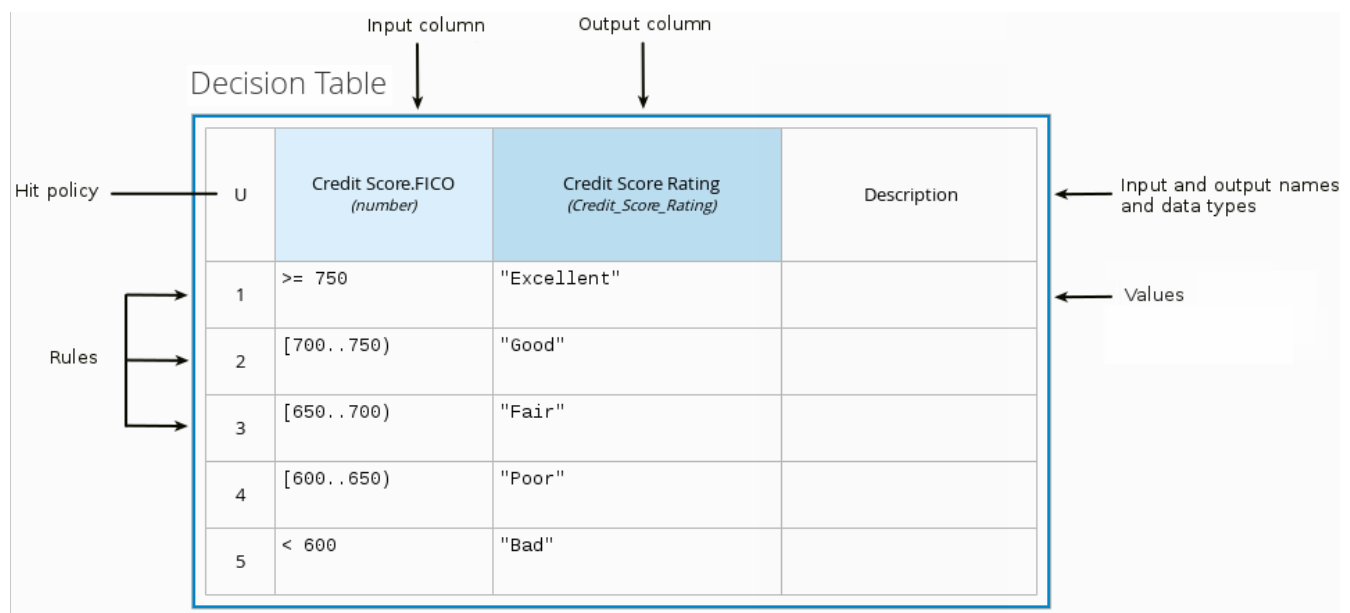 Input column
Output column
Decision Table
Hit policy
U
Credit Score.FICO
(number)
Credit Score Rating
(Credit_Score_Rating)
Description
Input and output names
and data types
1
>= 750
"Excellent"
Values
Rules
2
[700..750)
"Good"
3
[650..700)
"Fair"
4
[600..650)
"Poor"
5
< 600
"Bad"